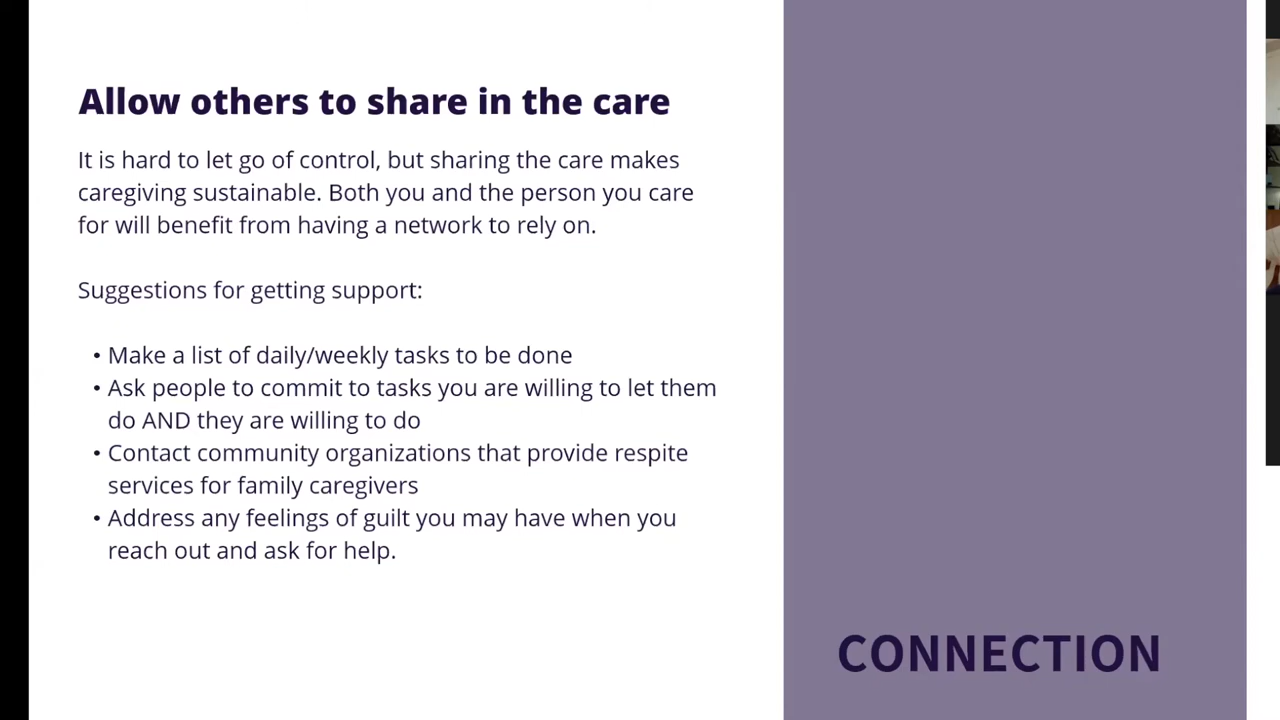 Allow others to share in the care
It is hard to let go of control, but sharing the care makes
caregiving sustainable. Both you and the person you care
for will benefit from having a network to rely on.
Suggestions for getting support:
• Make a list of daily/weekly tasks to be done
• Ask people to commit to tasks you are willing to let them
do AND they are willing to do
• Contact community organizations that provide respite
services for family caregivers
• Address any feelings of guilt you may have when you
reach out and ask for help.
CONNECTION